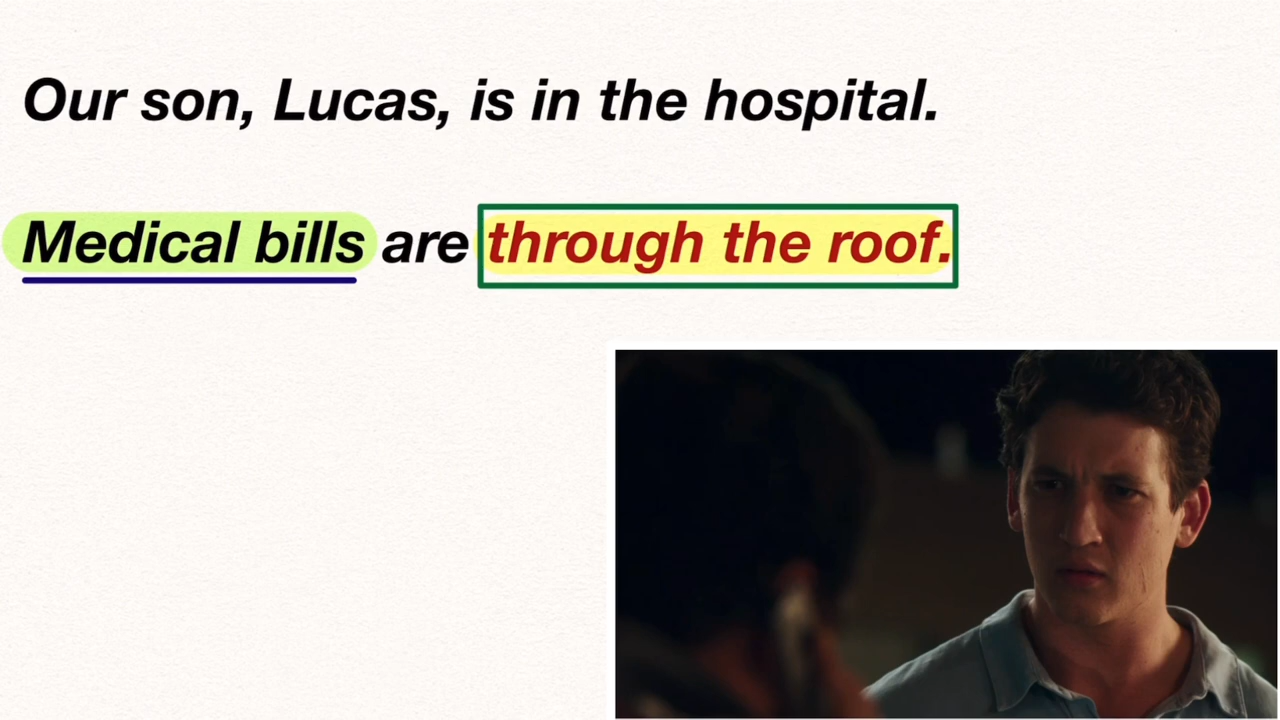 Our son, Lucas, is in the hospital.
Medical bills are through the roof.